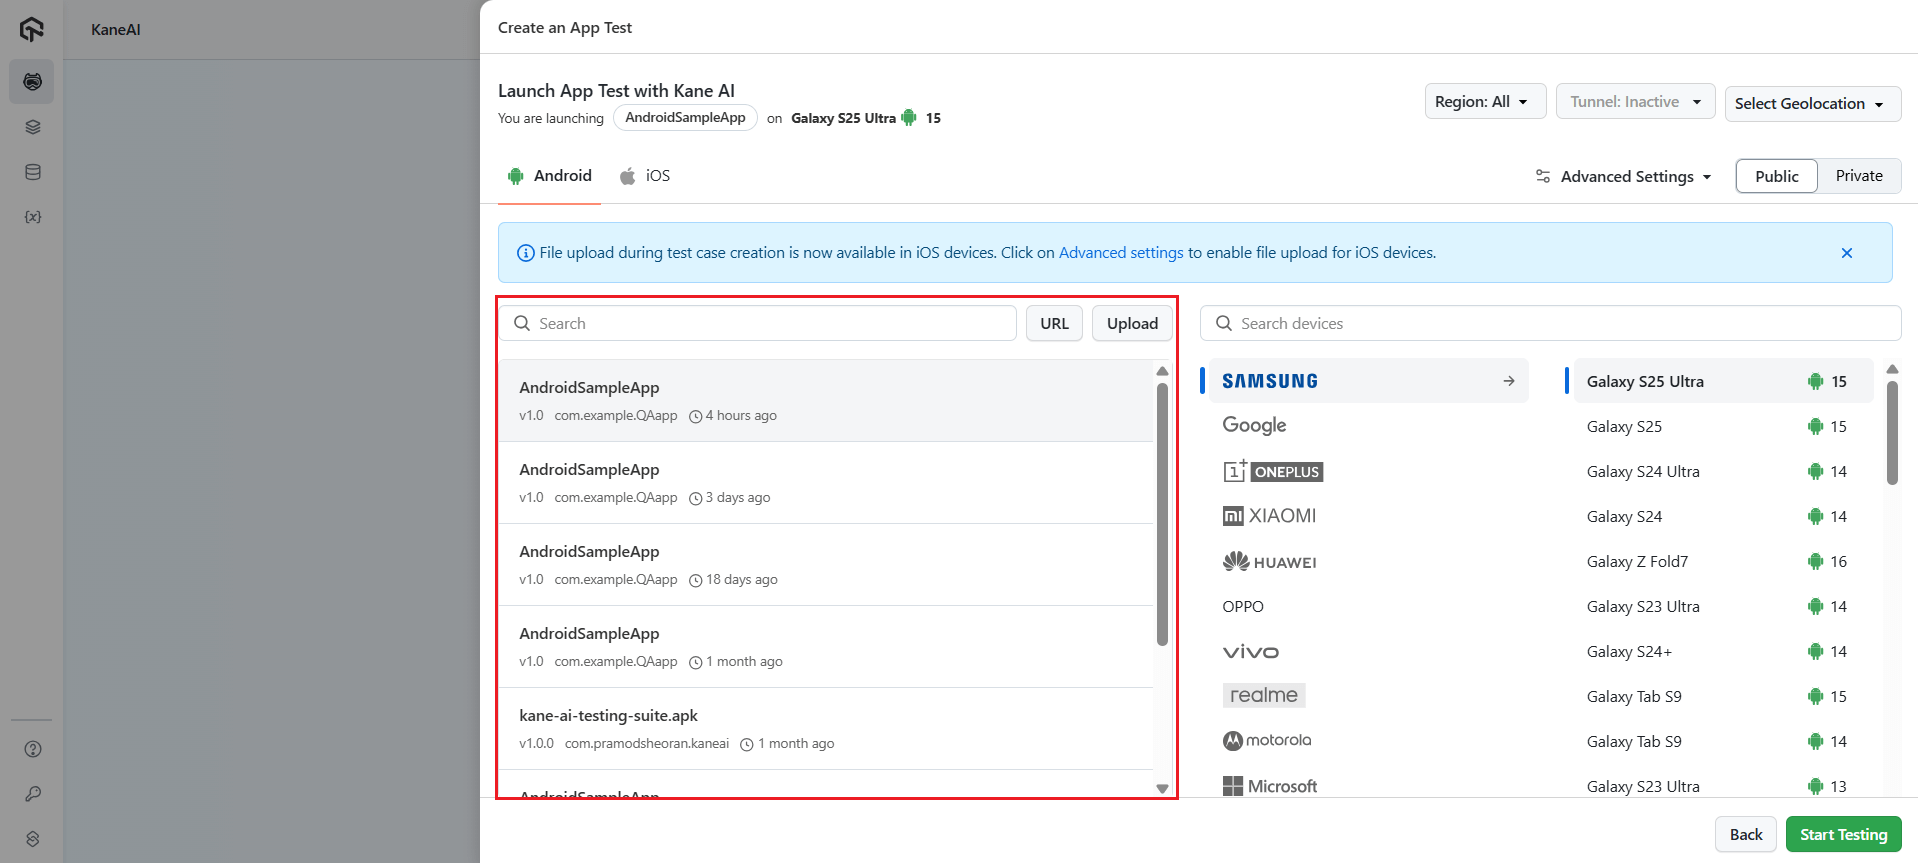 KaneAI
Create an App Test
Launch App Test with Kane AI
You are launching AndroidSampleApp on Galaxy S25 Ultra 15
Region: All
Tunnel: Inactive
Select Geolocation
Android
iOS
Advanced Settings
Public
Private
File upload during test case creation is now available in iOS devices. Click on Advanced settings to enable file upload for iOS devices.
Search
URL
Upload
AndroidSampleApp
v1.0 com.example.QAapp 4 hours ago
AndroidSampleApp
v1.0 com.example.QAapp 3 days ago
AndroidSampleApp
v1.0 com.example.QAapp 18 days ago
AndroidSampleApp
v1.0 com.example.QAapp 1 month ago
kane-ai-testing-suite.apk
v1.0.0 com.pramodsheoran.kaneai 1 month ago
AndroidSampleApp
Search devices
SAMSUNG
Google
1+ ONEPLUS
mi XIAOMI
HUAWEI
OPPO
vivo
realme
motorola
Microsoft
Galaxy S25 Ultra 15
Galaxy S25 15
Galaxy S24 Ultra 14
Galaxy S24 14
Galaxy Z Fold7 16
Galaxy S23 Ultra 14
Galaxy S24+ 14
Galaxy Tab S9 15
Galaxy Tab S9 14
Galaxy S23 Ultra 13
Back
Start Testing
{x}